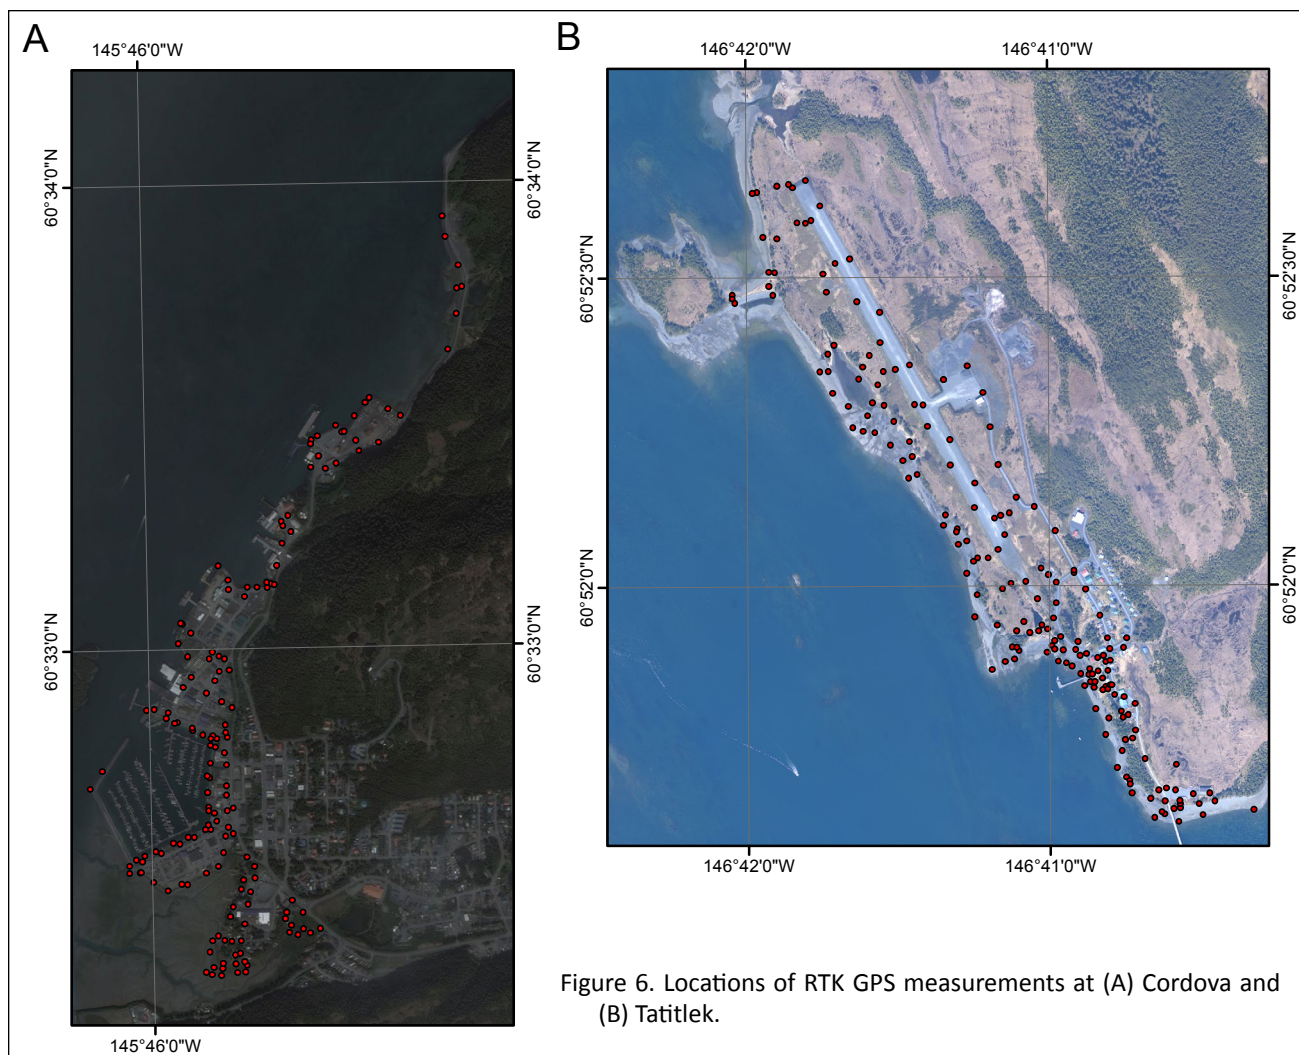 A
145°46'0"W
60°34'0"N
60°34'0"N
60°33'0"N
60°33'0"N
145°46'0"W
B
146°42'0"W
146°41'0"W
60°52'30"N
60°52'30"N
60°52'0"N
60°52'0"N
146°42'0"W
146°41'0"W
Figure 6. Locations of RTK GPS measurements at (A) Cordova and
(B) Tatitlek.